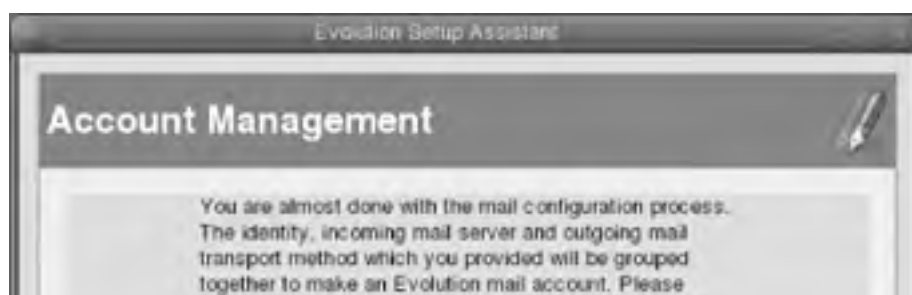 Evolution Setup Assistant
Account Management
You are almost done with the mail configuration process.
The identity, incoming mail server and outgoing mail
transport method which you provided will be grouped
together to make an Evolution mail account. Please